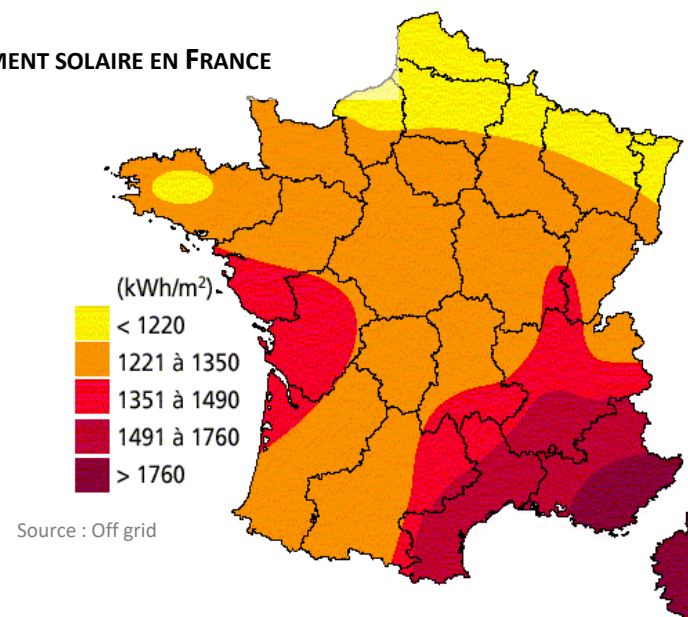 MENT SOLAIRE EN FRANCE
(kWh/m²)
< 1220
1221 à 1350
1351 à 1490
1491 à 1760
> 1760
Source : Off grid